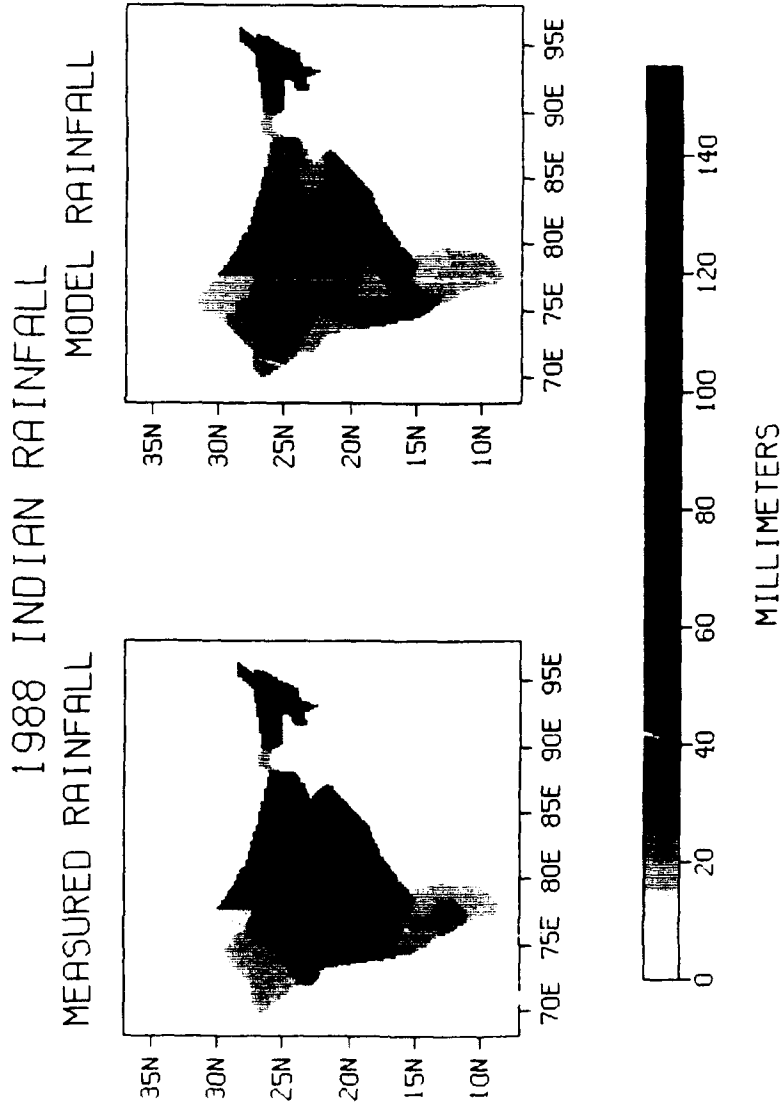 1988 INDIAN RAINFALL
MEASURED RAINFALL
35N
30N
25N
20N
15N
10N
70E 75E 80E 85E 90E 95E
MODEL RAINFALL
35N
30N
25N
20N
15N
10N
70E 75E 80E 85E 90E 95E
0 20 40 60 80 100 120 140
MILLIMETERS